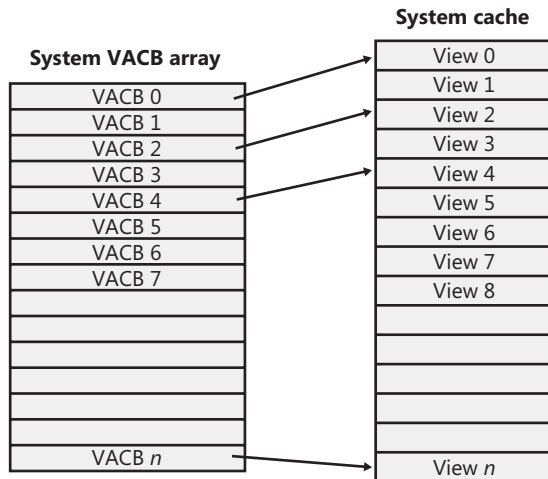 System VACB array
VACB 0
VACB 1
VACB 2
VACB 3
VACB 4
VACB 5
VACB 6
VACB 7
VACB n
System cache
View 0
View 1
View 2
View 3
View 4
View 5
View 6
View 7
View 8
View n